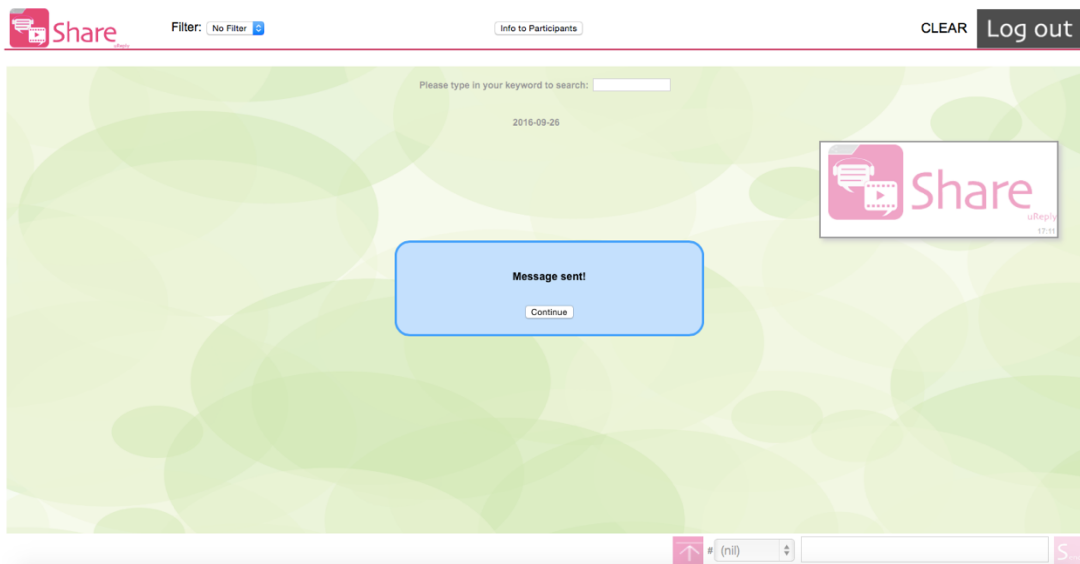 Share
uReply
Filter: No Filter
Info to Participants
CLEAR
Log out
Please type in your keyword to search:
2016-09-26
Share
uReply
17:11
Message sent!
Continue
# (nil)